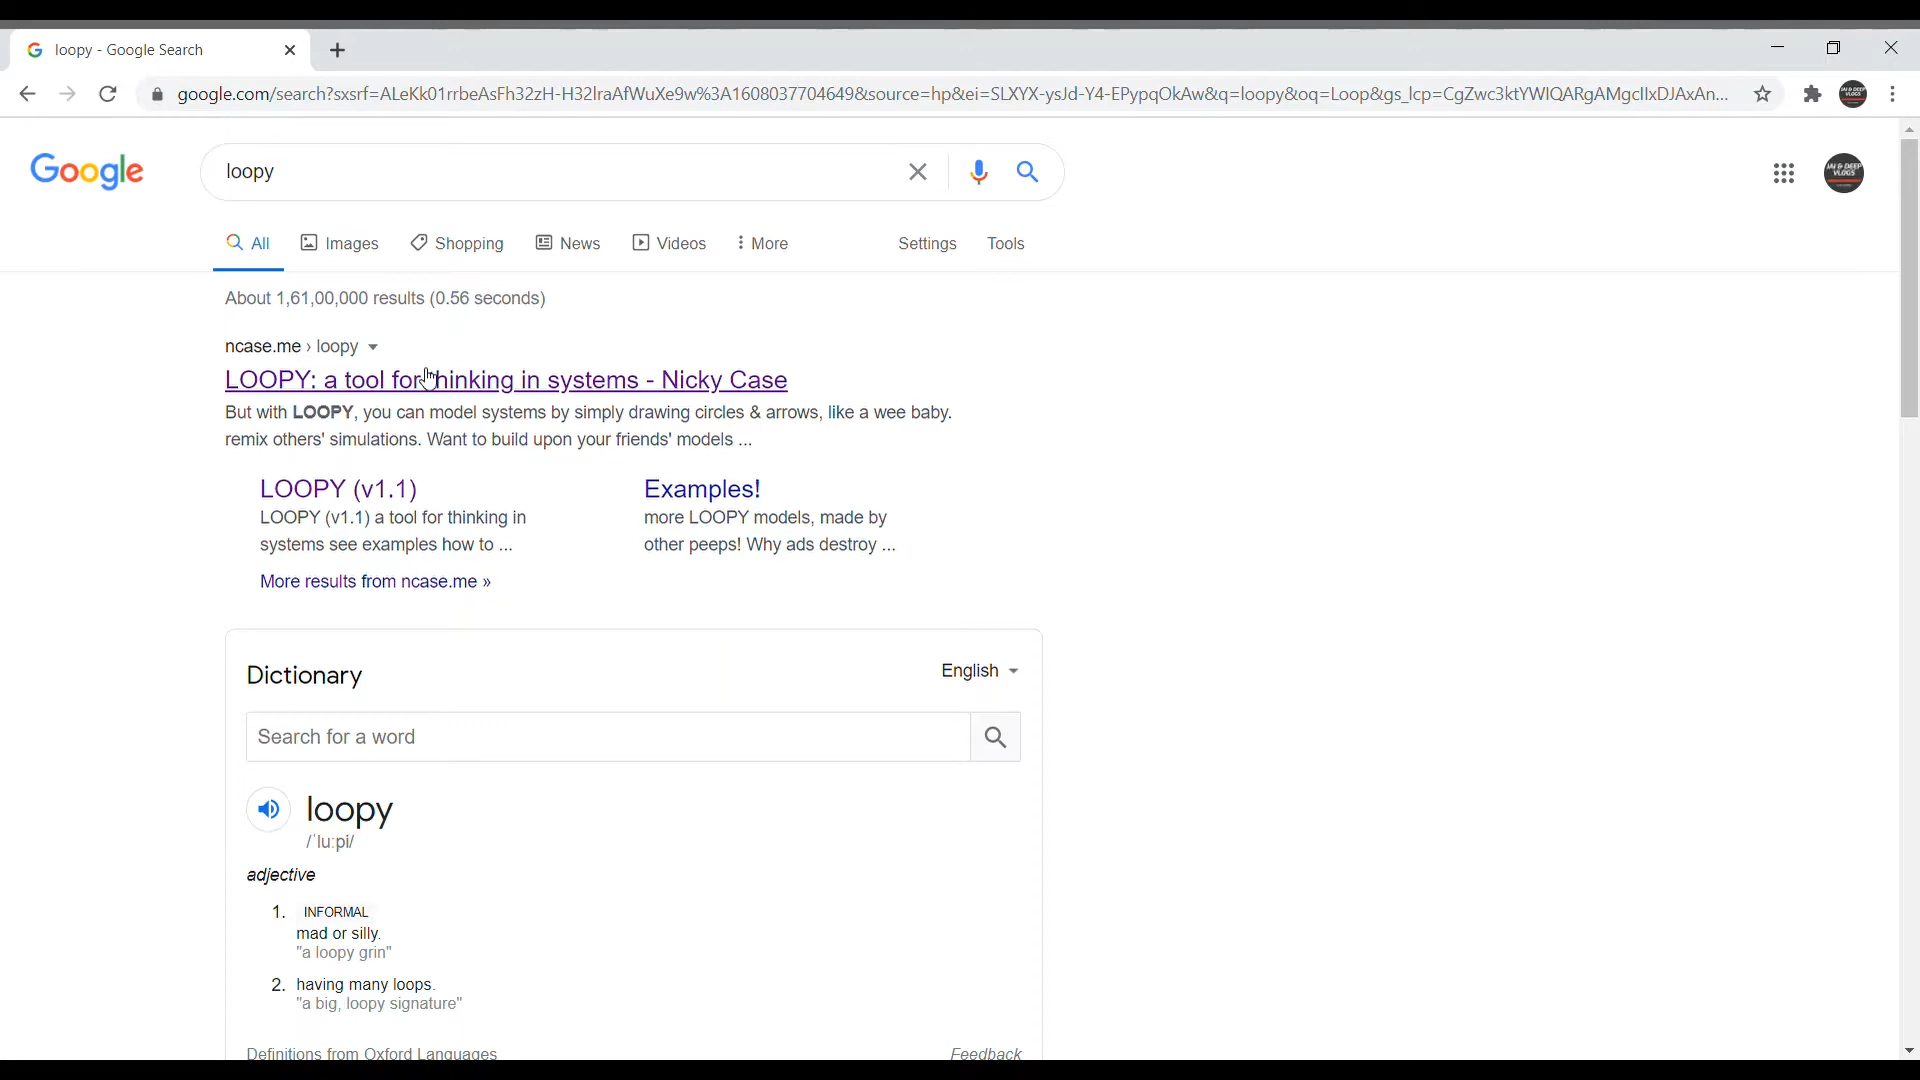 loopy - Google Search
google.com/search?sxsrf=ALeKk01rrbeAsFh32zH-H32lraAfWuXe9w%3A1608037704649&source=hp&ei=SLXYX-ysJd-Y4-EPypqOkAw&q=loopy&oq=Loop&gs_lcp=CgZwc3ktYWIQARgAMgcIIxDJAxAn...
JAI & DEEP VLOGS
Google
loopy
JAI & DEEP VLOGS
All Images Shopping News Videos More Settings Tools
About 1,61,00,000 results (0.56 seconds)
ncase.me › loopy
LOOPY: a tool for thinking in systems - Nicky Case
But with LOOPY, you can model systems by simply drawing circles & arrows, like a wee baby.
remix others' simulations. Want to build upon your friends' models ...
LOOPY (v1.1) Examples!
LOOPY (v1.1) a tool for thinking in more LOOPY models, made by
systems see examples how to ... other peeps! Why ads destroy ...
More results from ncase.me »
Dictionary English
Search for a word
loopy
/ˈluːpi/
adjective
1. INFORMAL
mad or silly.
"a loopy grin"
2. having many loops.
"a big, loopy signature"
Definitions from Oxford Languages Feedback